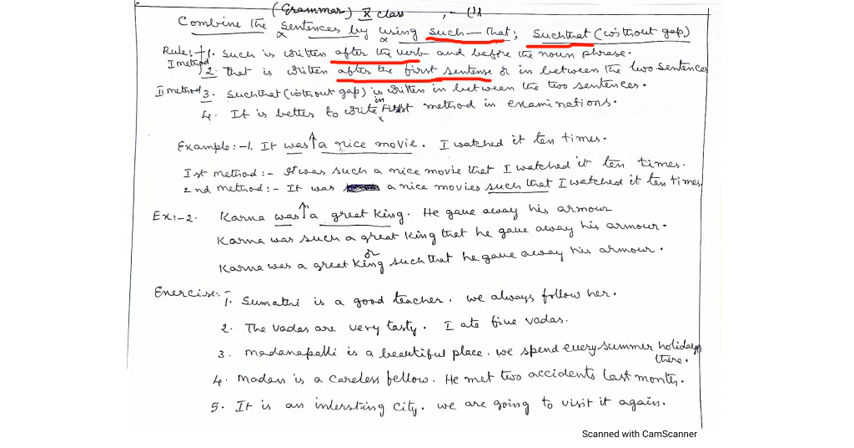 (Grammar) X class
Combine the sentences by using such - that; suchthat (without gap)
Rule:- 1. Such is written after the verb and before the noun phrase.
I method 2. That is written after the first sentence or in between the two sentences
II method 3. Suchthat (without gap) is written in between the two sentences.
4. It is better to write in First method in examinations.
Example:-1. It was ↑ a nice movie. I watched it ten times.
Ist method:- It was such a nice movie that I watched it ten times.
2nd method:- It was a nice movies such that I watched it ten times
Ex:-2. Karna was ↑ a great King. He gave away his armour
Karna was such a great King that he gave away his armour.
or
Karna was a great King such that he gave away his armour.
Enercise:- 1. Sumathi is a good teacher. We always follow her.
2. The vadas are very tasty. I ate five vadas.
3. Madanapalli is a beautiful place. We spend every summer holidays
there.
4. Madan is a careless fellow. He met two accidents last month.
5. It is an intersting city. We are going to visit it again.
Scanned with CamScanner